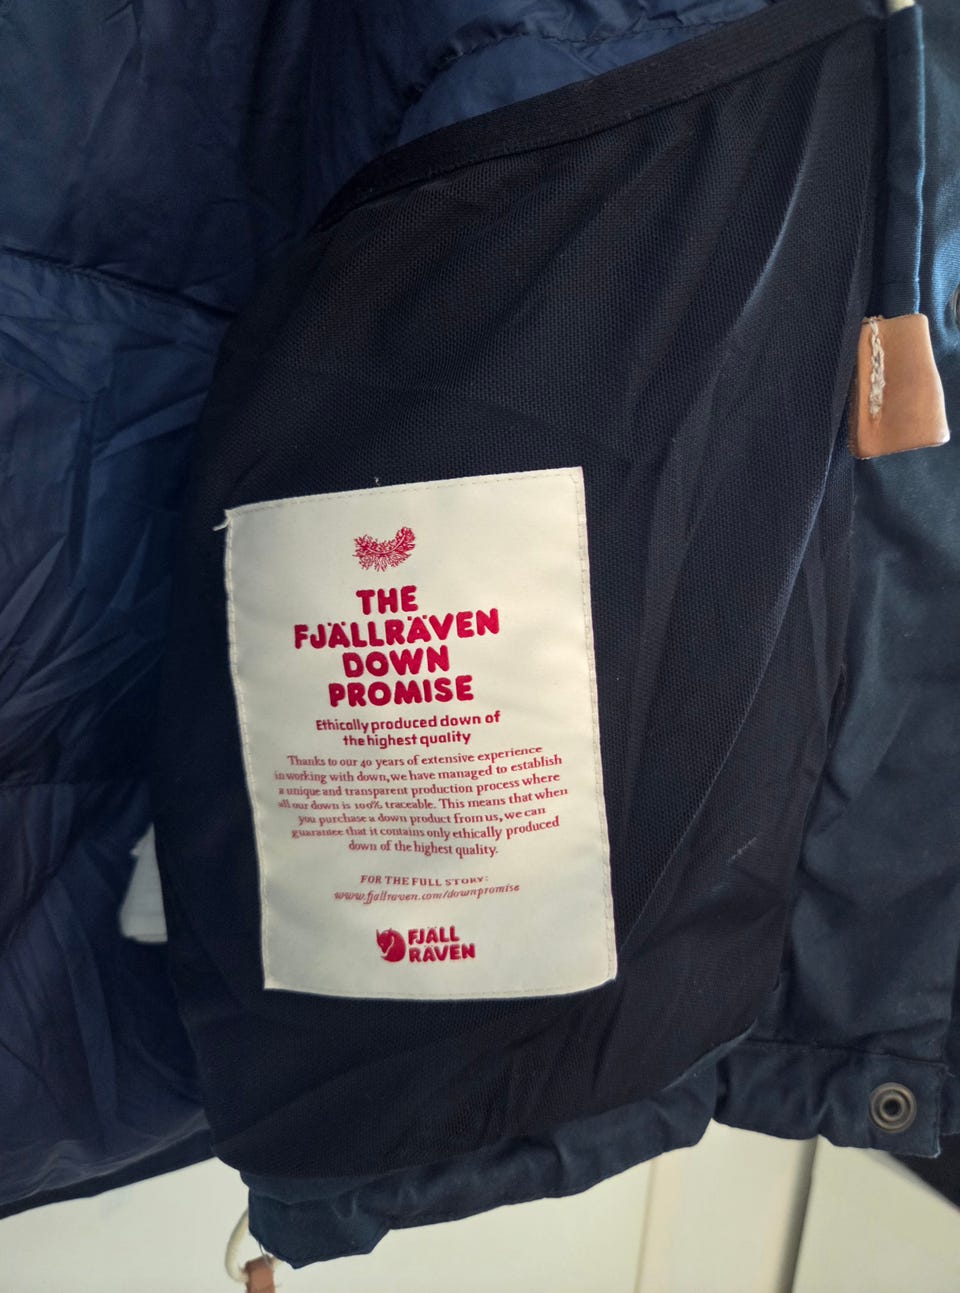 THE
FJÄLLRÄVEN
DOWN
PROMISE
Ethically produced down of
the highest quality
Thanks to our 40 years of extensive experience
in working with down, we have managed to establish
a unique and transparent production process where
all our down is 100% traceable. This means that when
you purchase a down product from us, we can
guarantee that it contains only ethically produced
down of the highest quality.
FOR THE FULL STORY:
www.fjallraven.com/downpromise
FJÄLL
RÄVEN